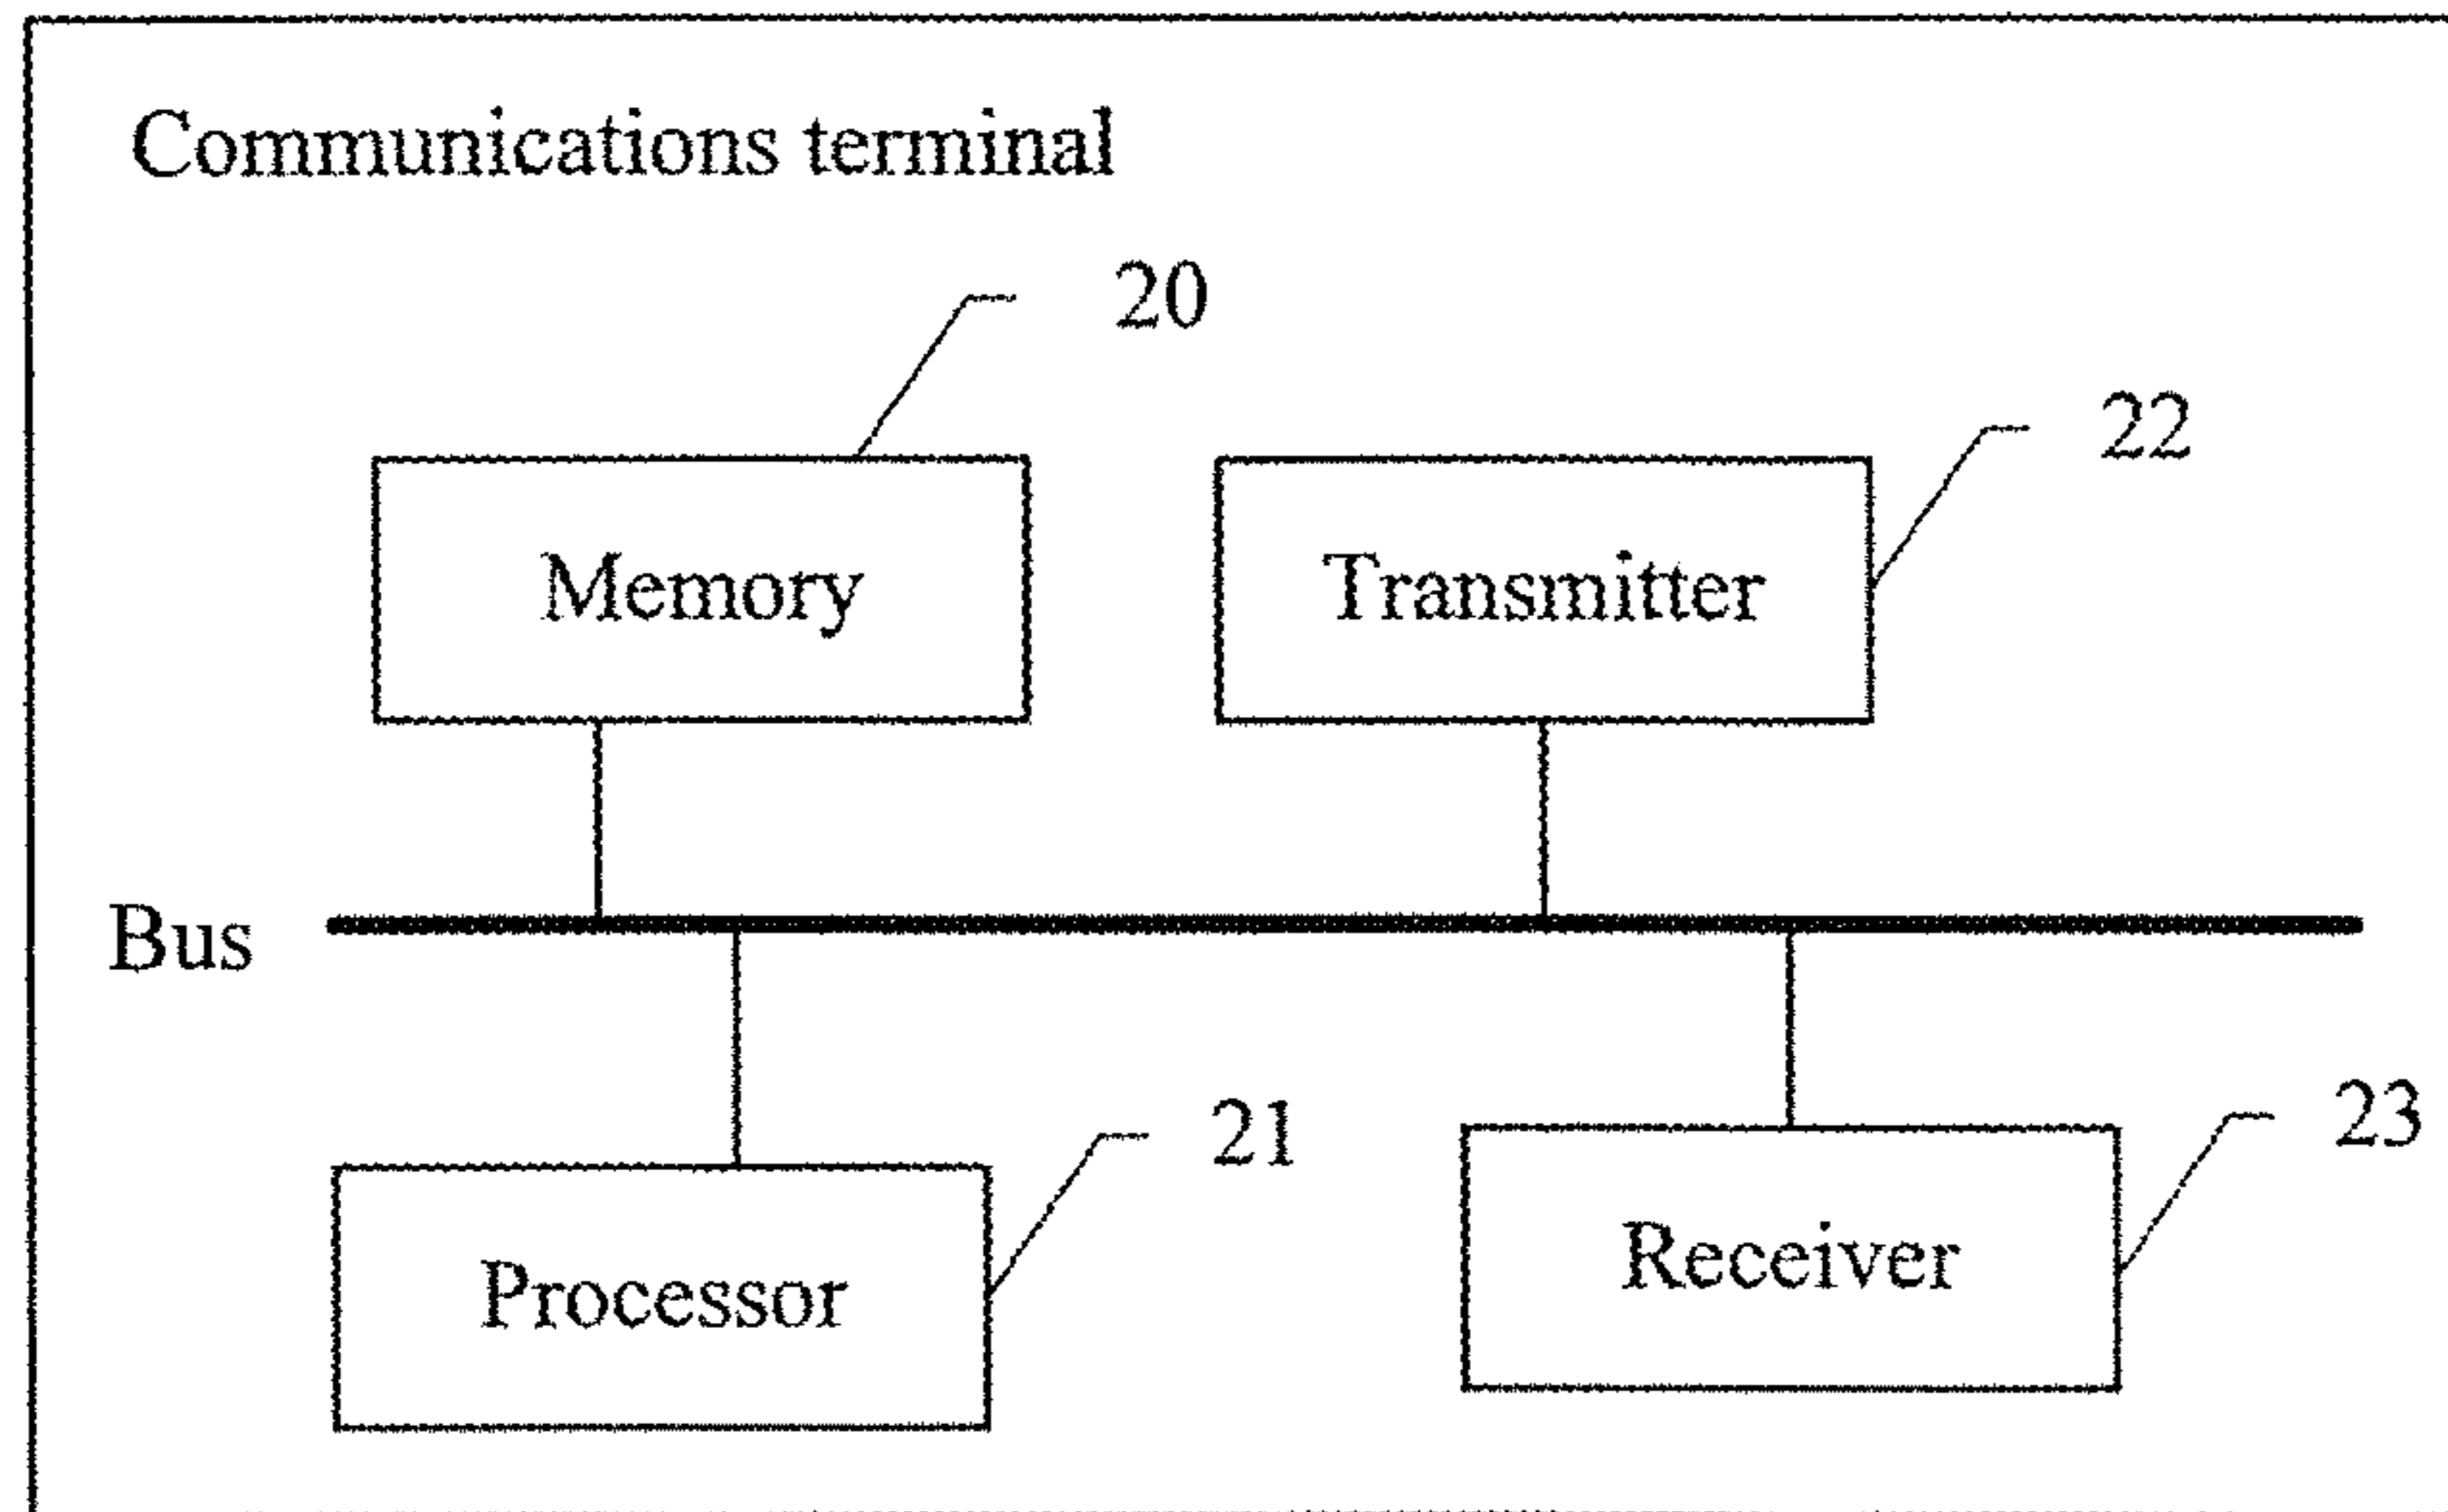 Communications terminal
20
22
Memory
Transmitter
Bus
21
23
Processor
Receiver